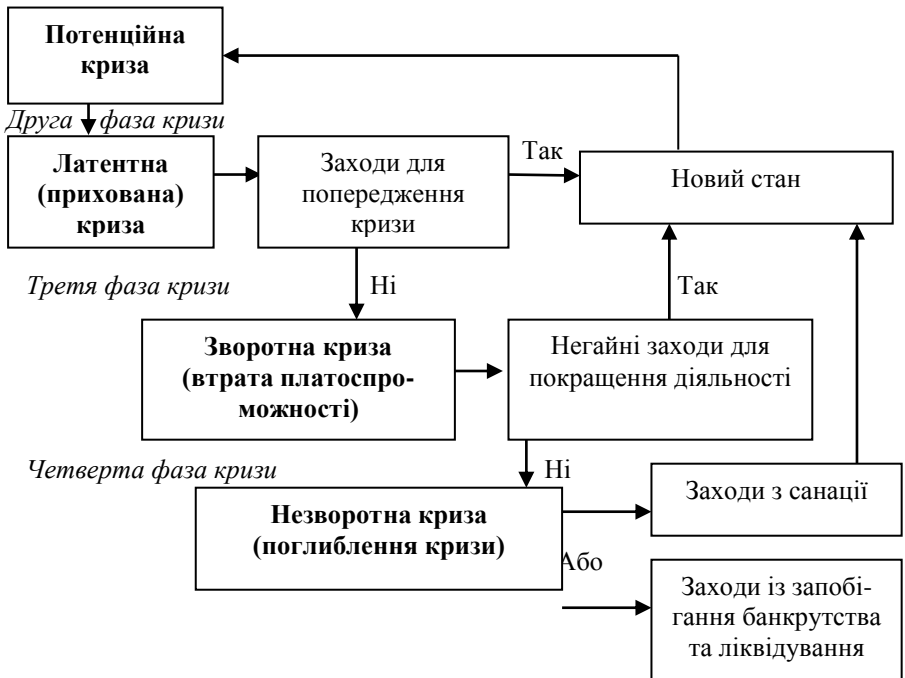 Потенційна
криза
Друга фаза кризи
Латентна
(прихована)
криза
Заходи для
попередження
кризи
Так
Новий стан
Третя фаза кризи
Ні
Так
Зворотна криза
(втрата платоспро-
можності)
Негайні заходи для
покращення діяльності
Четверта фаза кризи
Ні
Незворотна криза
(поглиблення кризи)
Заходи з санації
Або
Заходи із запобі-
гання банкрутства
та ліквідування